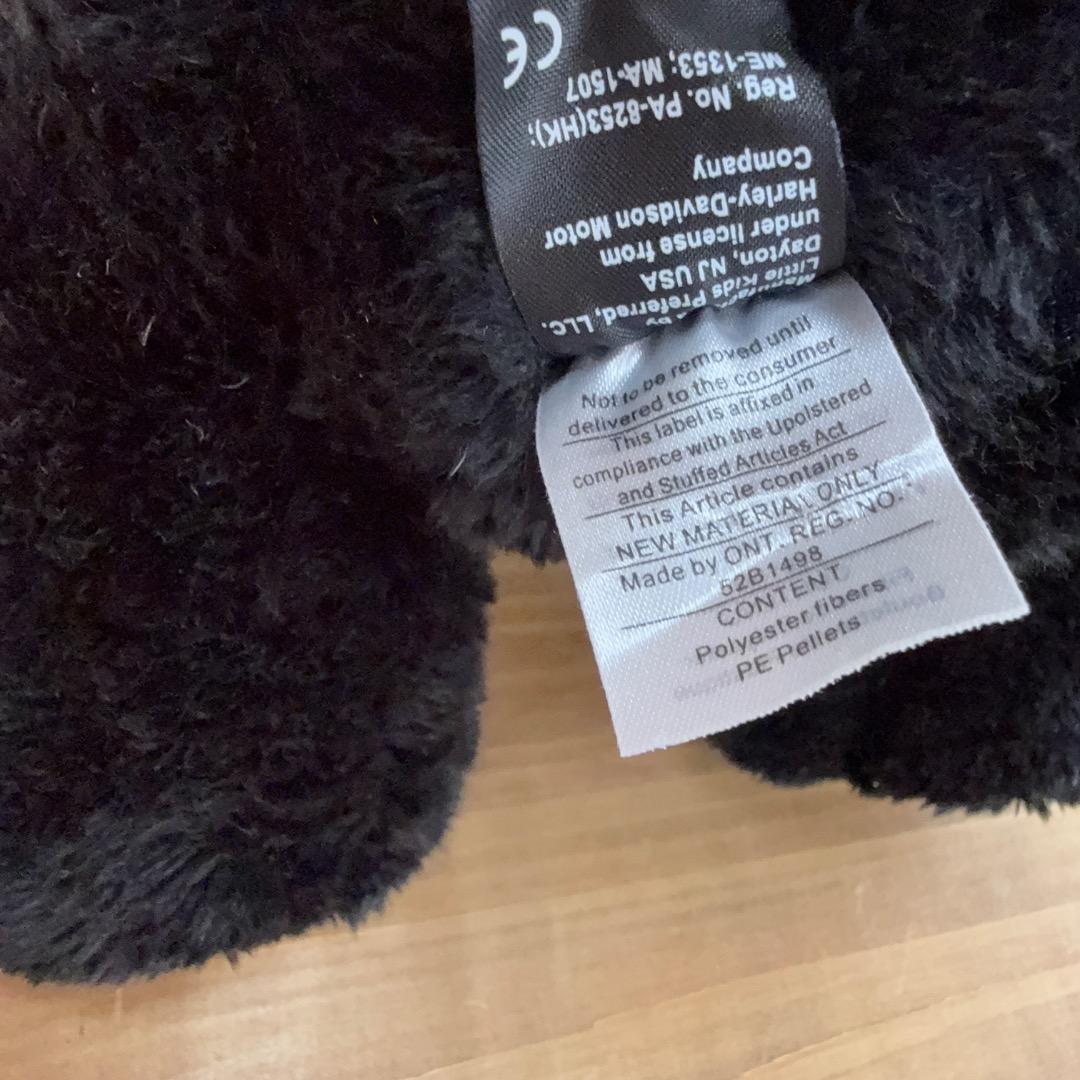 Manufa
Little Kids Preferred, LLC.
Dayton, NJ USA
under license from
Harley-Davidson Motor
Company
Reg. No. PA-8253(HK);
ME-1353; MA-1507
CE
Not to be removed until
delivered to the consumer
This label is affixed in
compliance with the Upolstered
and Stuffed Articles Act
This Article contains
NEW MATERIAL ONLY
Made by ONT. REG. NO.
52B1498
CONTENT
Polyester fibers
PE Pellets